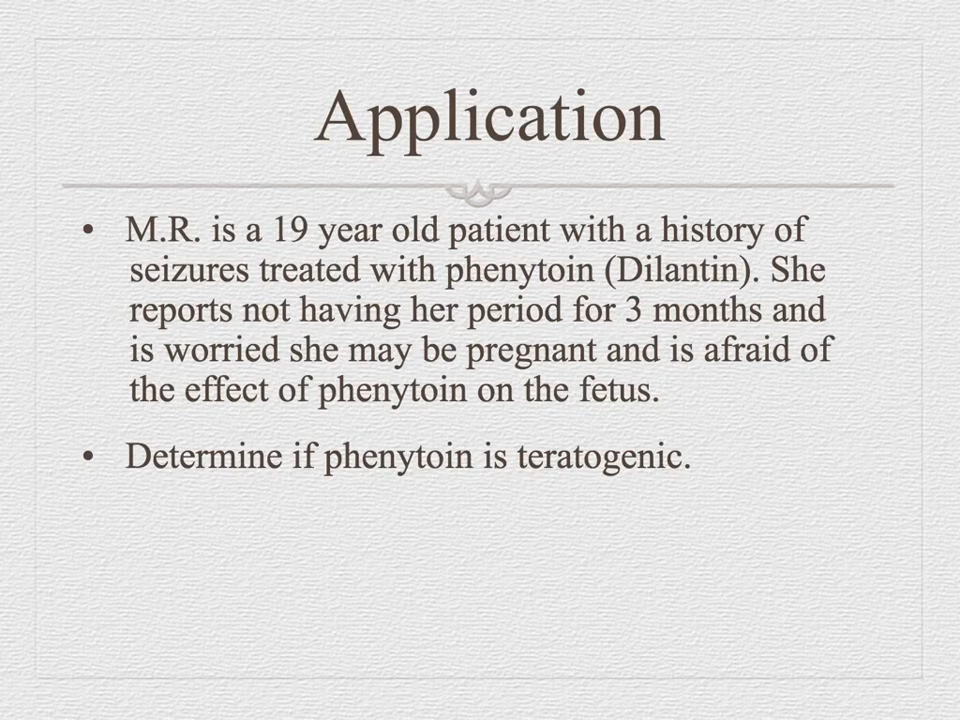 Application
• M.R. is a 19 year old patient with a history of
seizures treated with phenytoin (Dilantin). She
reports not having her period for 3 months and
is worried she may be pregnant and is afraid of
the effect of phenytoin on the fetus.
• Determine if phenytoin is teratogenic.